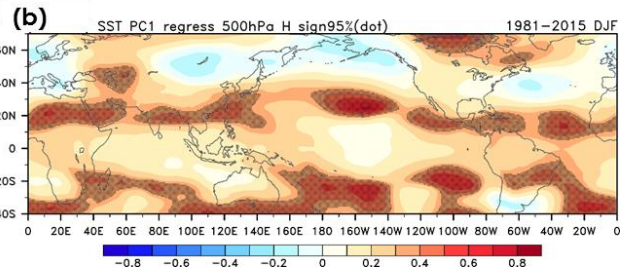 (b)
SST PC1 regress 500hPa H sign95%(dot) 1981-2015 DJF
60N
40N
20N
0
20S
40S
0 20E 40E 60E 80E 100E 120E 140E 160E 180 160W 140W 120W 100W 80W 60W 40W 20W 0
-0.8 -0.6 -0.4 -0.2 0 0.2 0.4 0.6 0.8